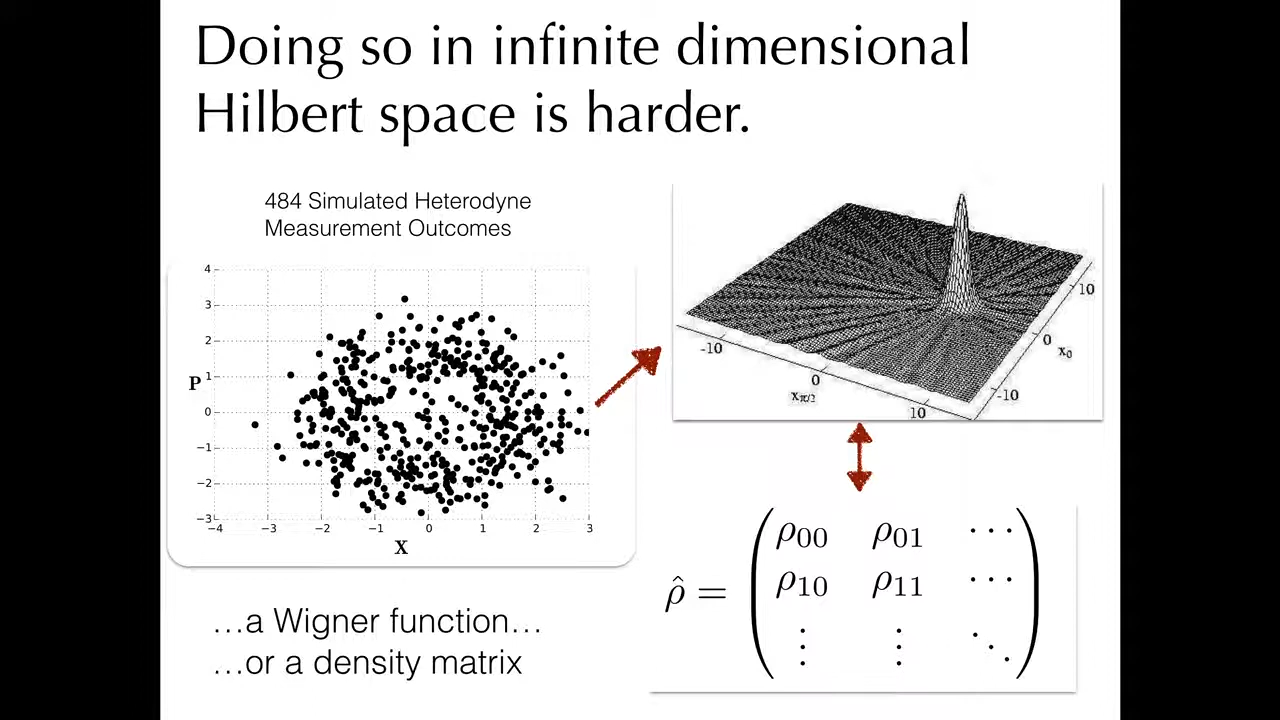 Doing so in infinite dimensional
Hilbert space is harder.
484 Simulated Heterodyne
Measurement Outcomes
4
3
2
P 1
0
−1
−2
−3
−4 −3 −2 −1 0 1 2 3
X
10
0 x₀
-10
-10
0
xπ/2
10
ρ̂ =
ρ00 ρ01 ⋯
ρ10 ρ11 ⋯
⋮ ⋮ ⋱
…a Wigner function…
…or a density matrix